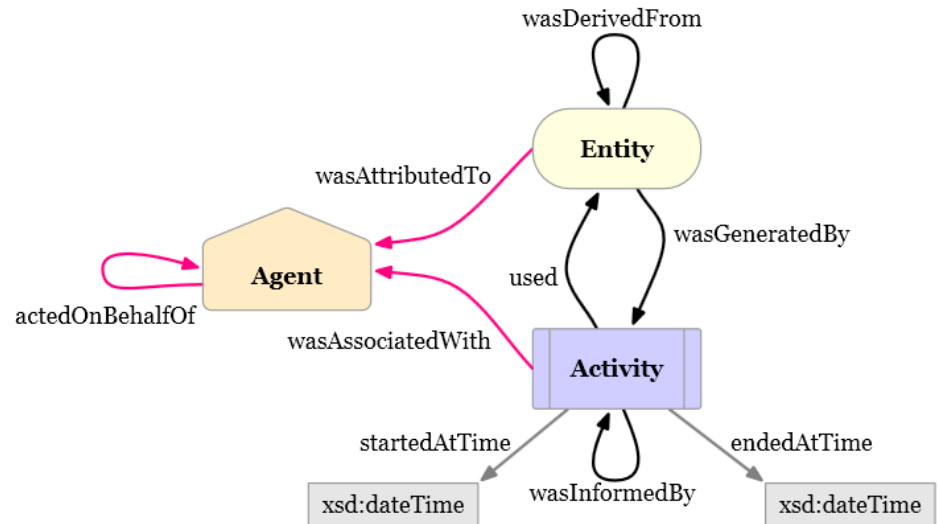 wasDerivedFrom
Entity
wasAttributedTo
wasGeneratedBy
used
Agent
actedOnBehalfOf
wasAssociatedWith
Activity
startedAtTime
endedAtTime
wasInformedBy
xsd:dateTime
xsd:dateTime